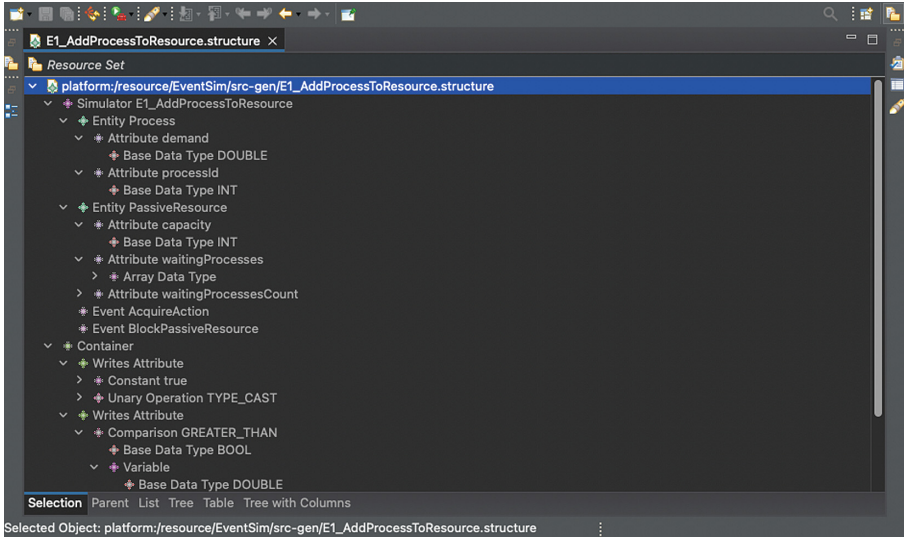 E1_AddProcessToResource.structure
Resource Set
platform:/resource/EventSim/src-gen/E1_AddProcessToResource.structure
Simulator E1_AddProcessToResource
Entity Process
Attribute demand
Base Data Type DOUBLE
Attribute processId
Base Data Type INT
Entity PassiveResource
Attribute capacity
Base Data Type INT
Attribute waitingProcesses
Array Data Type
Attribute waitingProcessesCount
Event AcquireAction
Event BlockPassiveResource
Container
Writes Attribute
Constant true
Unary Operation TYPE_CAST
Writes Attribute
Comparison GREATER_THAN
Base Data Type BOOL
Variable
Base Data Type DOUBLE
Selection Parent List Tree Table Tree with Columns
Selected Object: platform:/resource/EventSim/src-gen/E1_AddProcessToResource.structure